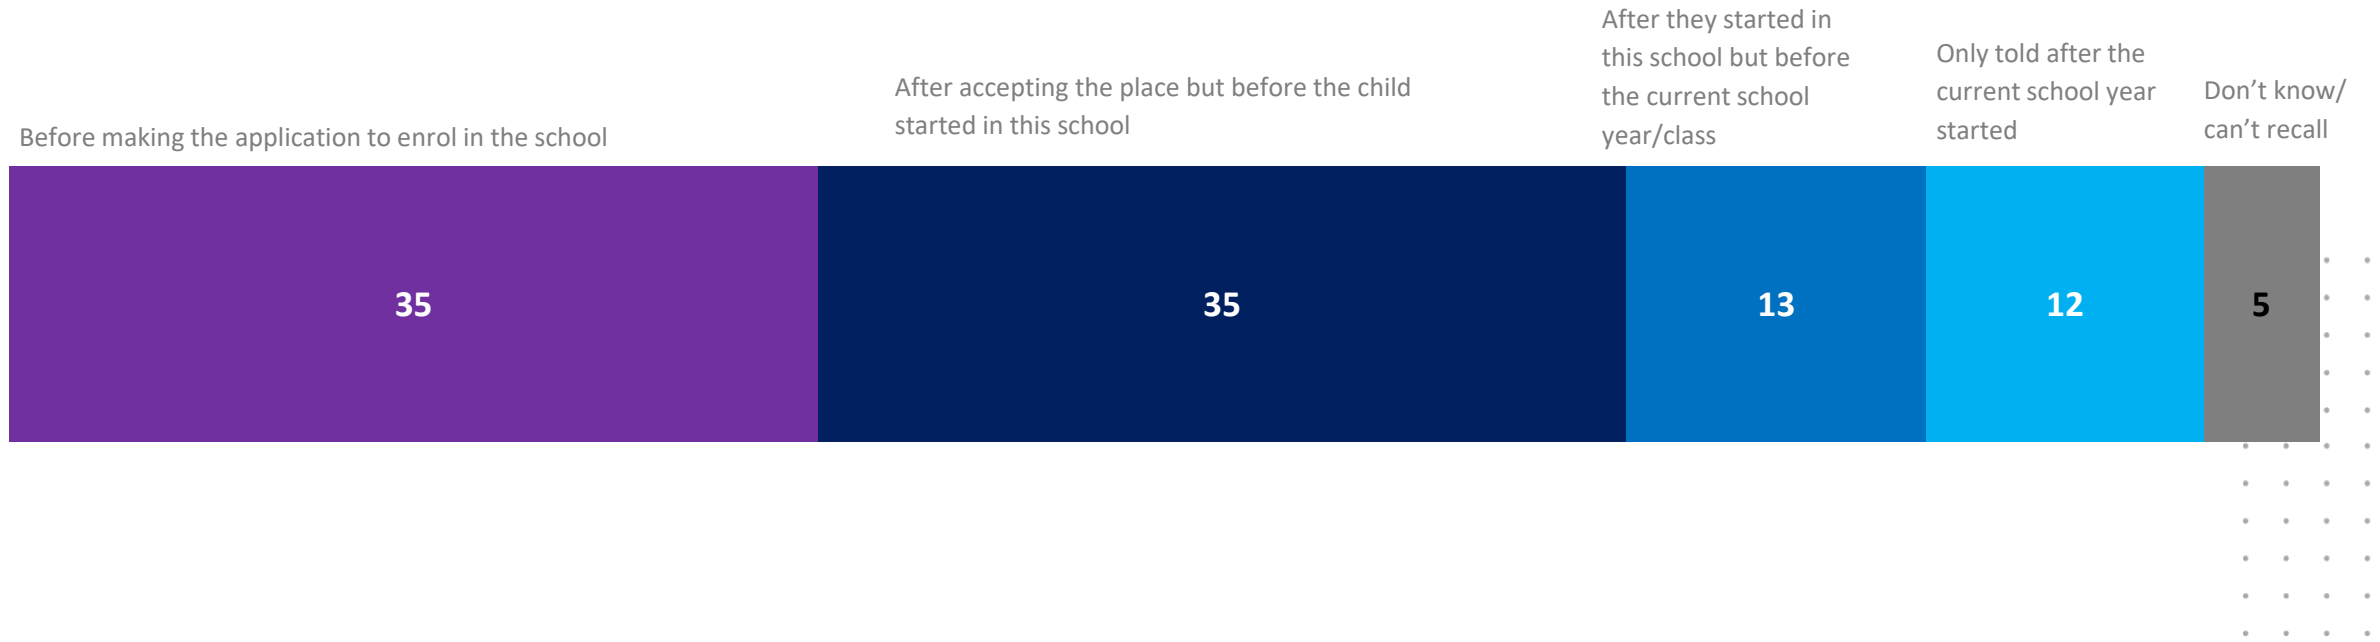 Before making the application to enrol in the school
After accepting the place but before the child
started in this school
After they started in
this school but before
the current school
year/class
Only told after the
current school year
started
Don’t know/
can’t recall
35
35
13
12
5